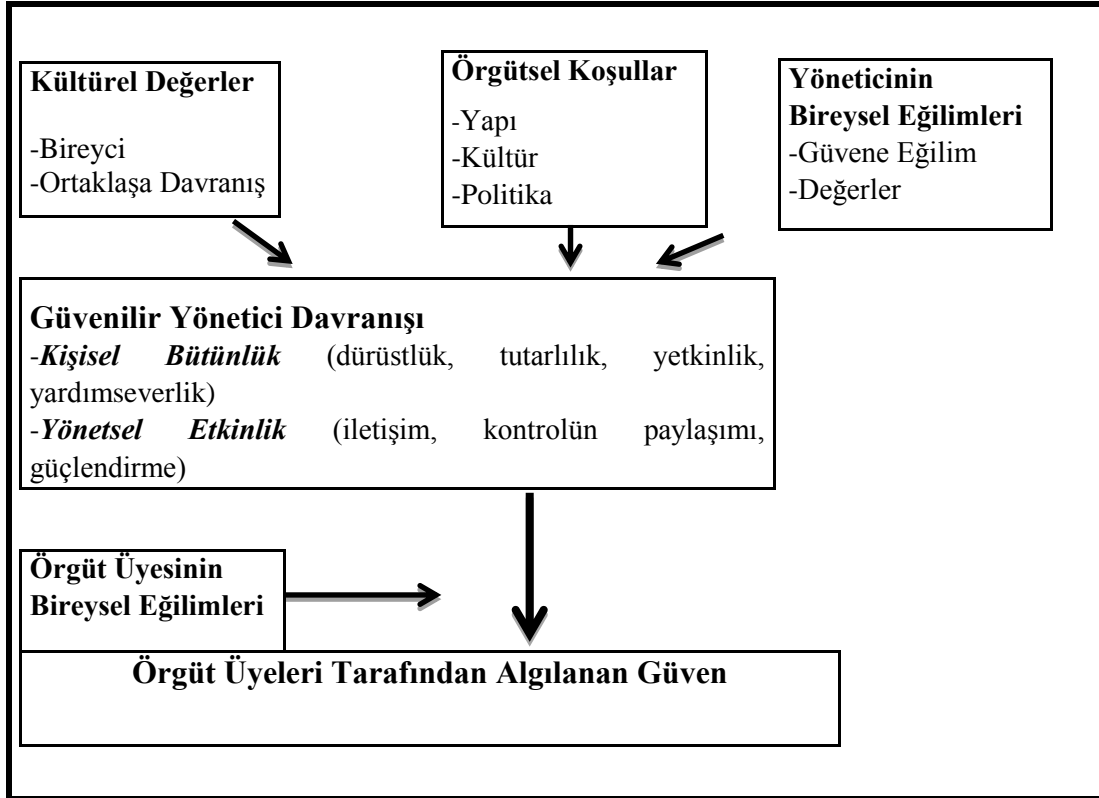 Kültürel Değerler
-Bireyci
-Ortaklaşa Davranış
Örgütsel Koşullar
-Yapı
-Kültür
-Politika
Yöneticinin
Bireysel Eğilimleri
-Güvene Eğilim
-Değerler
Güvenilir Yönetici Davranışı
-Kişisel Bütünlük (dürüstlük, tutarlılık, yetkinlik,
yardımseverlik)
-Yönetsel Etkinlik (iletişim, kontrolün paylaşımı,
güçlendirme)
Örgüt Üyesinin
Bireysel Eğilimleri
Örgüt Üyeleri Tarafından Algılanan Güven